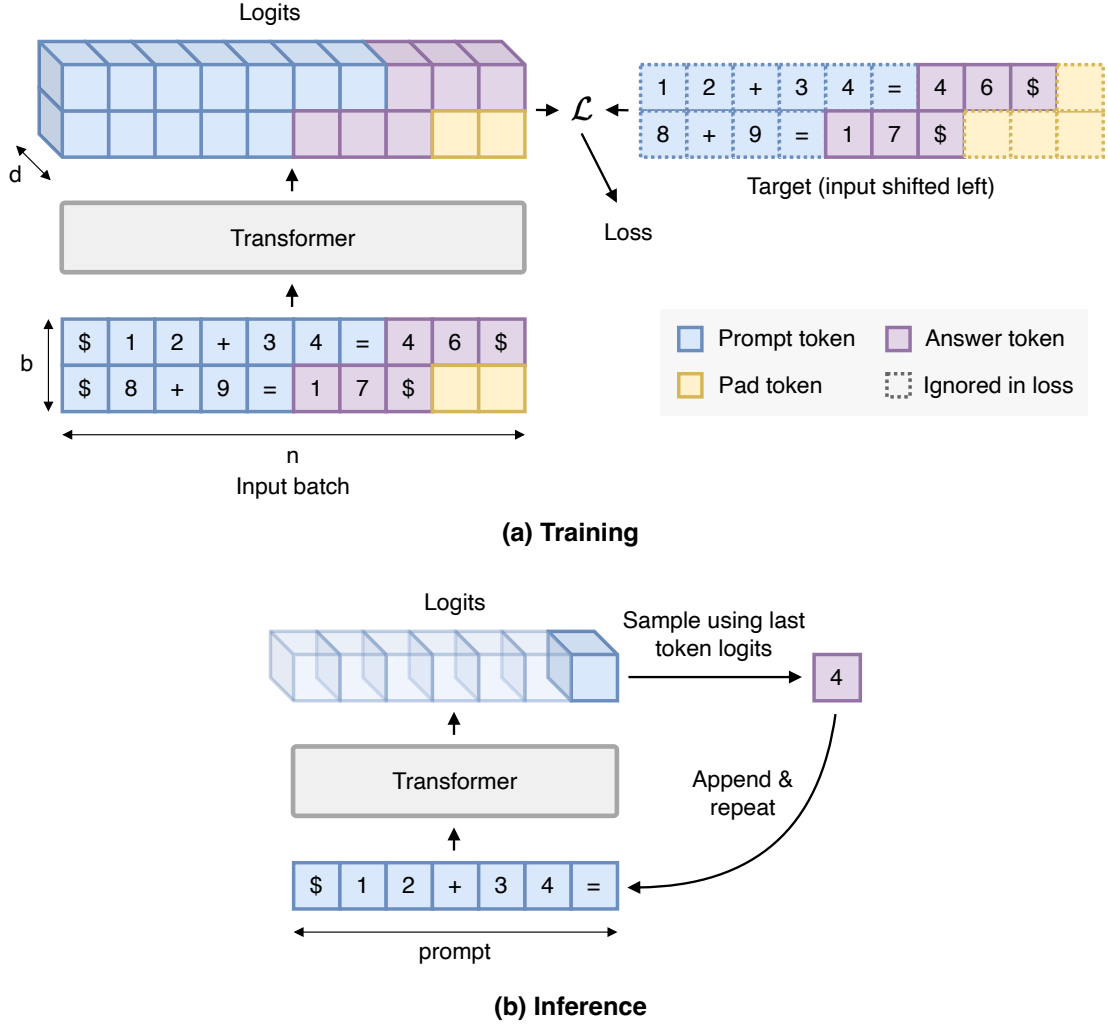 Logits
1 2 + 3 4 = 4 6 $
ℒ
8 + 9 = 1 7 $
d
Target (input shifted left)
Transformer
Loss
$ 1 2 + 3 4 = 4 6 $
b
$ 8 + 9 = 1 7 $
Prompt token
Answer token
Pad token
Ignored in loss
n
Input batch
(a) Training
Logits
Sample using last
token logits
4
Transformer
Append &
repeat
$ 1 2 + 3 4 =
prompt
(b) Inference